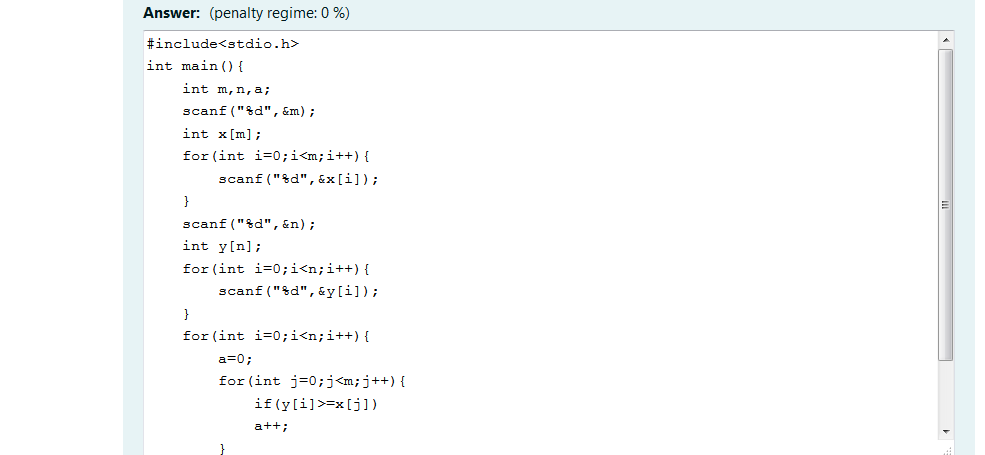 Answer: (penalty regime: 0 %)
#include<stdio.h>
int main(){
    int m,n,a;
    scanf("%d",&m);
    int x[m];
    for(int i=0;i<m;i++){
        scanf("%d",&x[i]);
    }
    scanf("%d",&n);
    int y[n];
    for(int i=0;i<n;i++){
        scanf("%d",&y[i]);
    }
    for(int i=0;i<n;i++){
        a=0;
        for(int j=0;j<m;j++){
            if(y[i]>=x[j])
            a++;
        }